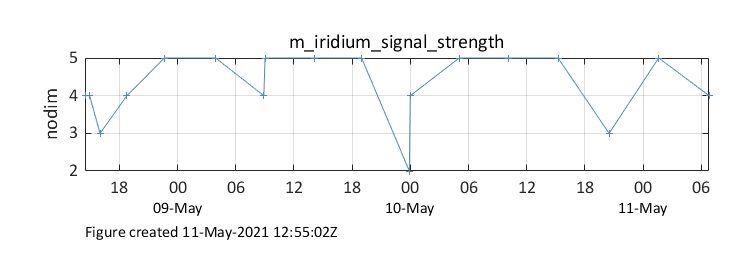 m_iridium_signal_strength
5
4
3
2
nodim
18 00 06 12 18 00 06 12 18 00 06
09-May 10-May 11-May
Figure created 11-May-2021 12:55:02Z